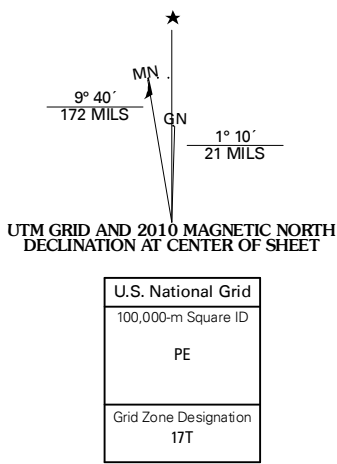 MN
GN
9° 40´
172 MILS
1° 10´
21 MILS
UTM GRID AND 2010 MAGNETIC NORTH
DECLINATION AT CENTER OF SHEET
U.S. National Grid
100,000-m Square ID
PE
Grid Zone Designation
17T